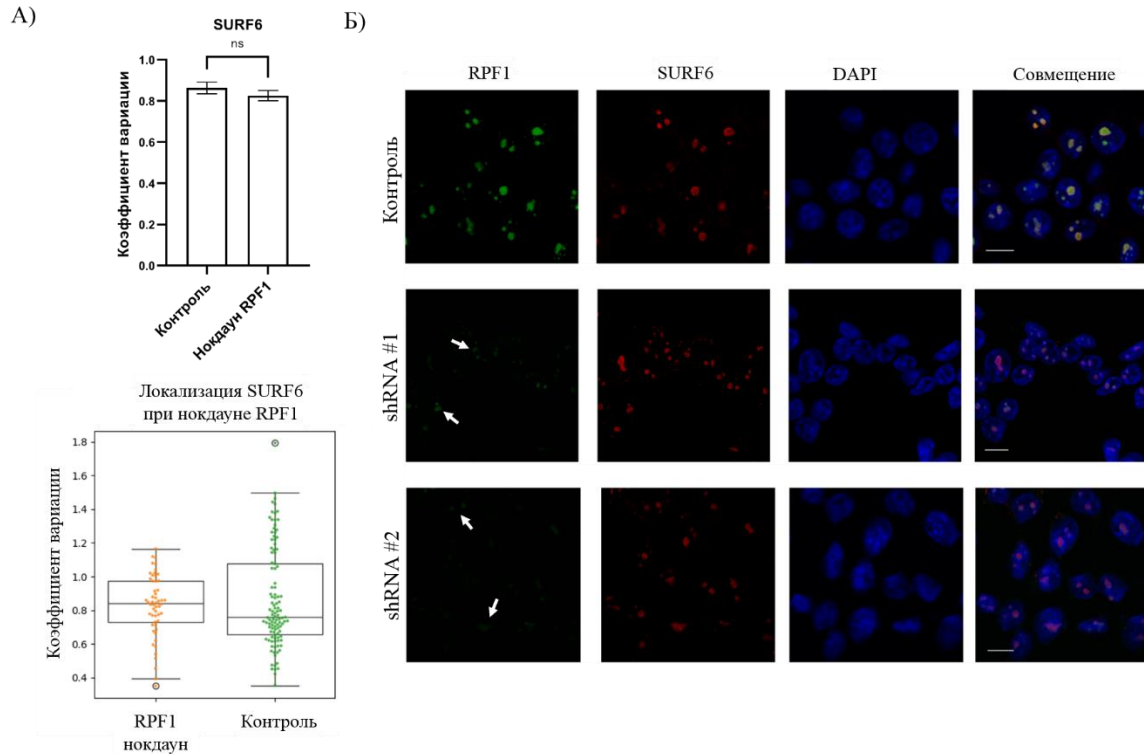 А)
SURF6
ns
1.0
0.8
0.6
0.4
0.2
0.0
Коэффициент вариации
Контроль
Нокдаун RPF1
Локализация SURF6
при нокдауне RPF1
1.8
1.6
1.4
1.2
1.0
0.8
0.6
0.4
Коэффициент вариации
RPF1
нокдаун
Контроль
Б)
RPF1 SURF6 DAPI Совмещение
Контроль
shRNA #1
shRNA #2